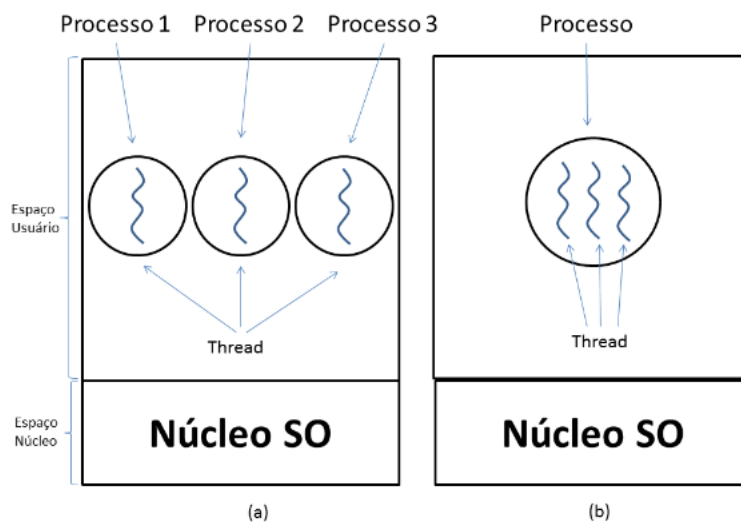 Processo 1
Processo 2
Processo 3
Processo
Espaço
Usuário
Thread
Thread
Espaço
Núcleo
Núcleo SO
Núcleo SO
(a)
(b)